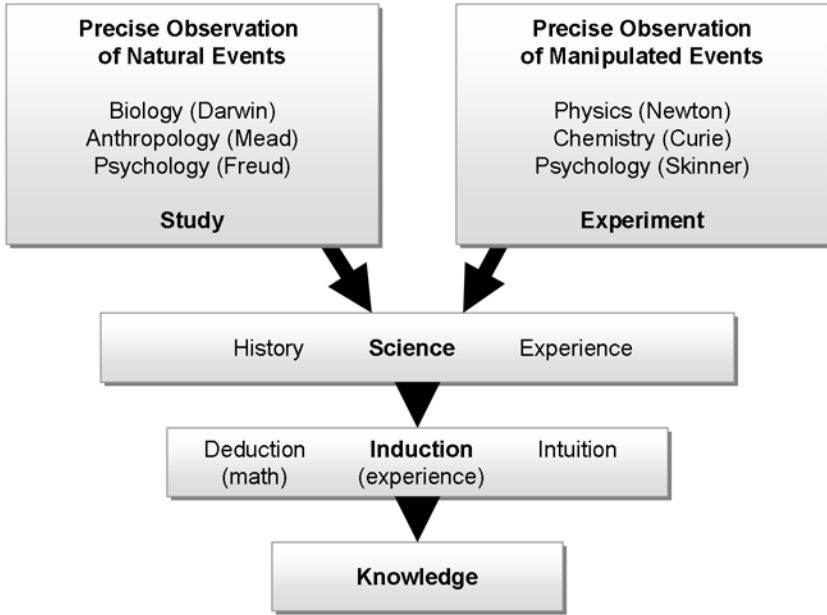 Precise Observation
of Natural Events
Biology (Darwin)
Anthropology (Mead)
Psychology (Freud)
Study
Precise Observation
of Manipulated Events
Physics (Newton)
Chemistry (Curie)
Psychology (Skinner)
Experiment
History Science Experience
Deduction Induction Intuition
(math) (experience)
Knowledge